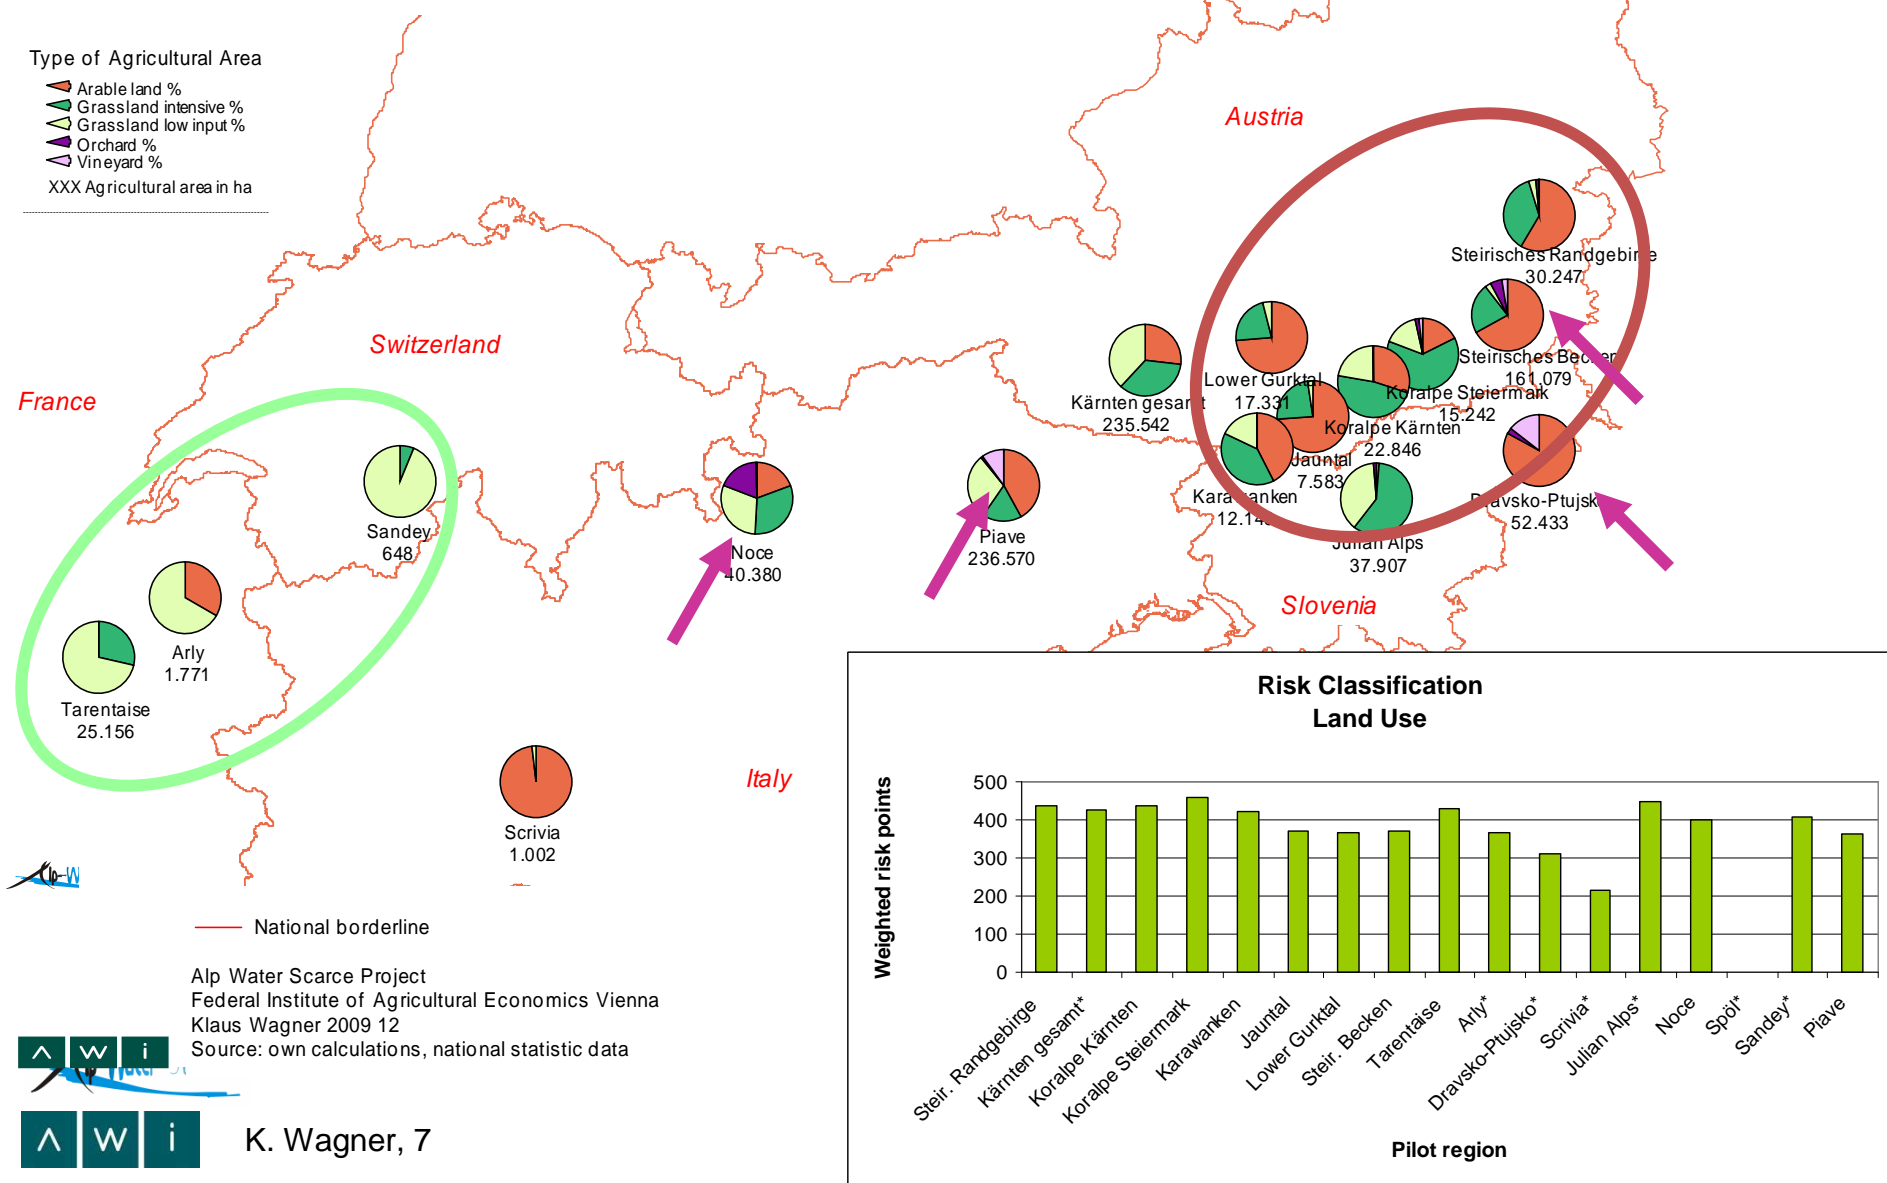 Type of Agricultural Area
Arable land %
Grassland intensive %
Grassland low input %
Orchard %
Vineyard %
XXX Agricultural area in ha
Austria
Switzerland
France
Italy
Slovenia
Steirisches Randgebirge
30.247
Steirisches Becken
161.079
Lower Gurktal
17.331
Kärnten gesamt
235.542
Koralpe Steiermark
15.242
Koralpe Kärnten
22.846
Jauntal
7.583
Karawanken
12.14
Dravsko-Ptujsko
52.433
Julian Alps
37.907
Piave
236.570
Noce
40.380
Sandey
648
Arly
1.771
Tarentaise
25.156
Scrivia
1.002
Alp-W
National borderline
Alp Water Scarce Project
Federal Institute of Agricultural Economics Vienna
Klaus Wagner 2009 12
Source: own calculations, national statistic data
A W i
A W i
K. Wagner, 7
Risk Classification
Land Use
Weighted risk points
500
400
300
200
100
0
Steir. Randgebirge
Kärnten gesamt*
Koralpe Kärnten
Koralpe Steiermark
Karawanken
Jauntal
Lower Gurktal
Steir. Becken
Tarentaise
Arly*
Dravsko-Ptujsko*
Scrivia*
Julian Alps*
Noce
Spöl*
Sandey*
Piave
Pilot region